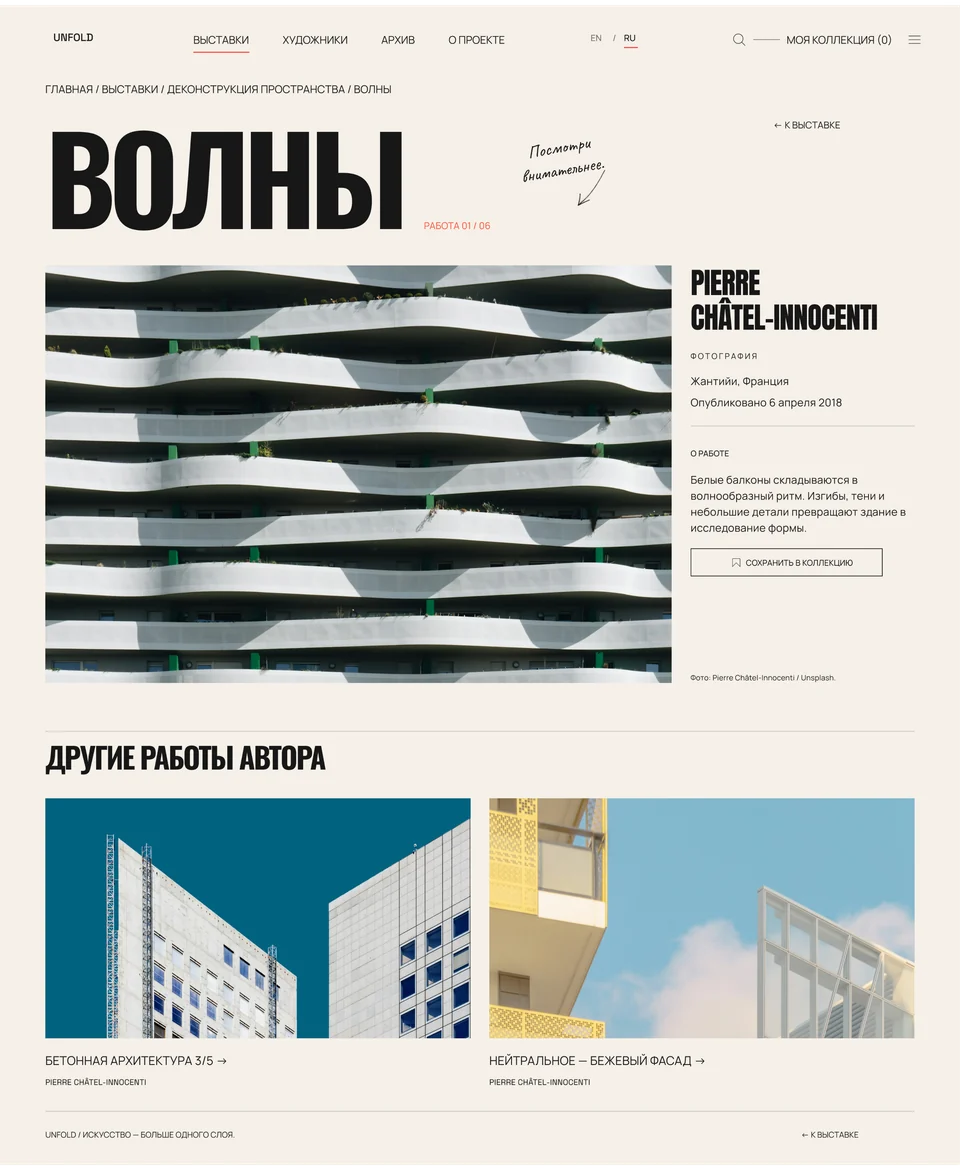 UNFOLD
ВЫСТАВКИ
ХУДОЖНИКИ
АРХИВ
О ПРОЕКТЕ
EN / RU
МОЯ КОЛЛЕКЦИЯ (0)
ГЛАВНАЯ / ВЫСТАВКИ / ДЕКОНСТРУКЦИЯ ПРОСТРАНСТВА / ВОЛНЫ
← К ВЫСТАВКЕ
ВОЛНЫ
Посмотри
внимательнее.
РАБОТА 01 / 06
PIERRE
CHÂTEL-INNOCENTI
ФОТОГРАФИЯ
Жантийи, Франция
Опубликовано 6 апреля 2018
О РАБОТЕ
Белые балконы складываются в
волнообразный ритм. Изгибы, тени и
небольшие детали превращают здание в
исследование формы.
СОХРАНИТЬ В КОЛЛЕКЦИЮ
Фото: Pierre Châtel-Innocenti / Unsplash.
ДРУГИЕ РАБОТЫ АВТОРА
БЕТОННАЯ АРХИТЕКТУРА 3/5 →
PIERRE CHÂTEL-INNOCENTI
НЕЙТРАЛЬНОЕ — БЕЖЕВЫЙ ФАСАД →
PIERRE CHÂTEL-INNOCENTI
UNFOLD / ИСКУССТВО — БОЛЬШЕ ОДНОГО СЛОЯ.
← К ВЫСТАВКЕ